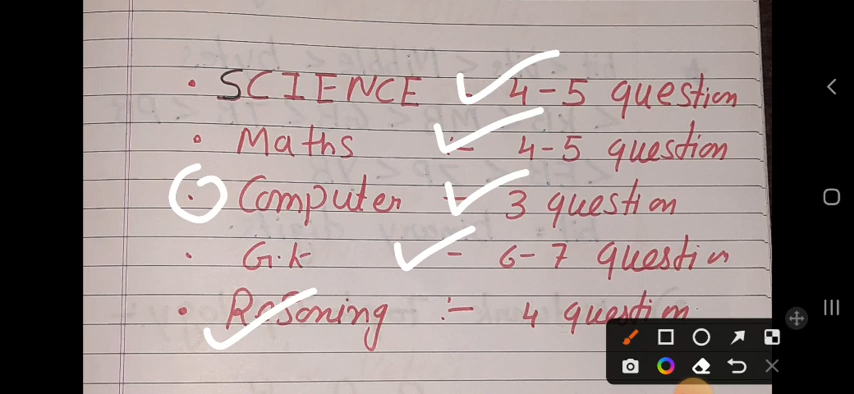 • SCIENCE - 4-5 question
• Maths :- 4-5 question
• Computer :- 3 question
• G.K - 6-7 question
• Resoning :- 4 question